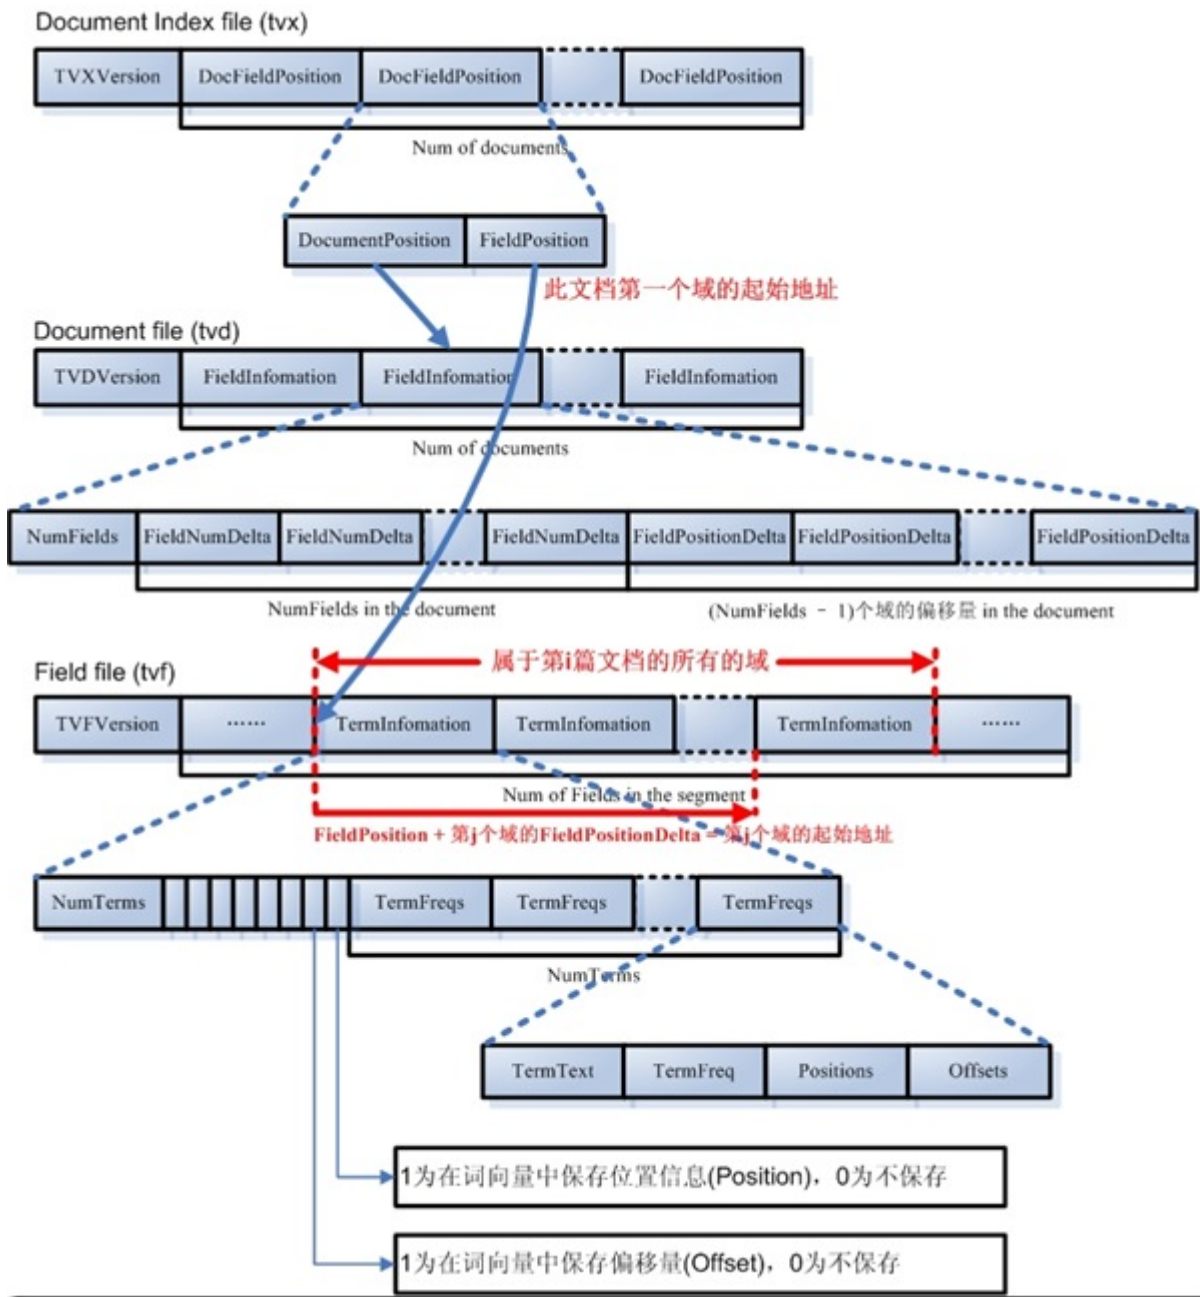 Document Index file (tvx)
TVXVersion DocFieldPosition DocFieldPosition DocFieldPosition
Num of documents
DocumentPosition FieldPosition
此文档第一个域的起始地址
Document file (tvd)
TVDVersion FieldInfomation FieldInfomation FieldInfomation
Num of documents
NumFields FieldNumDelta FieldNumDelta FieldNumDelta FieldPositionDelta FieldPositionDelta FieldPositionDelta
NumFields in the document (NumFields - 1)个域的偏移量 in the document
属于第i篇文档的所有的域
Field file (tvf)
TVFVersion …… TermInfomation TermInfomation TermInfomation ……
Num of Fields in the segment
FieldPosition + 第j个域的FieldPositionDelta = 第j个域的起始地址
NumTerms TermFreqs TermFreqs TermFreqs
NumTerms
TermText TermFreq Positions Offsets
1为在词向量中保存位置信息(Position)，0为不保存
1为在词向量中保存偏移量(Offset)，0为不保存